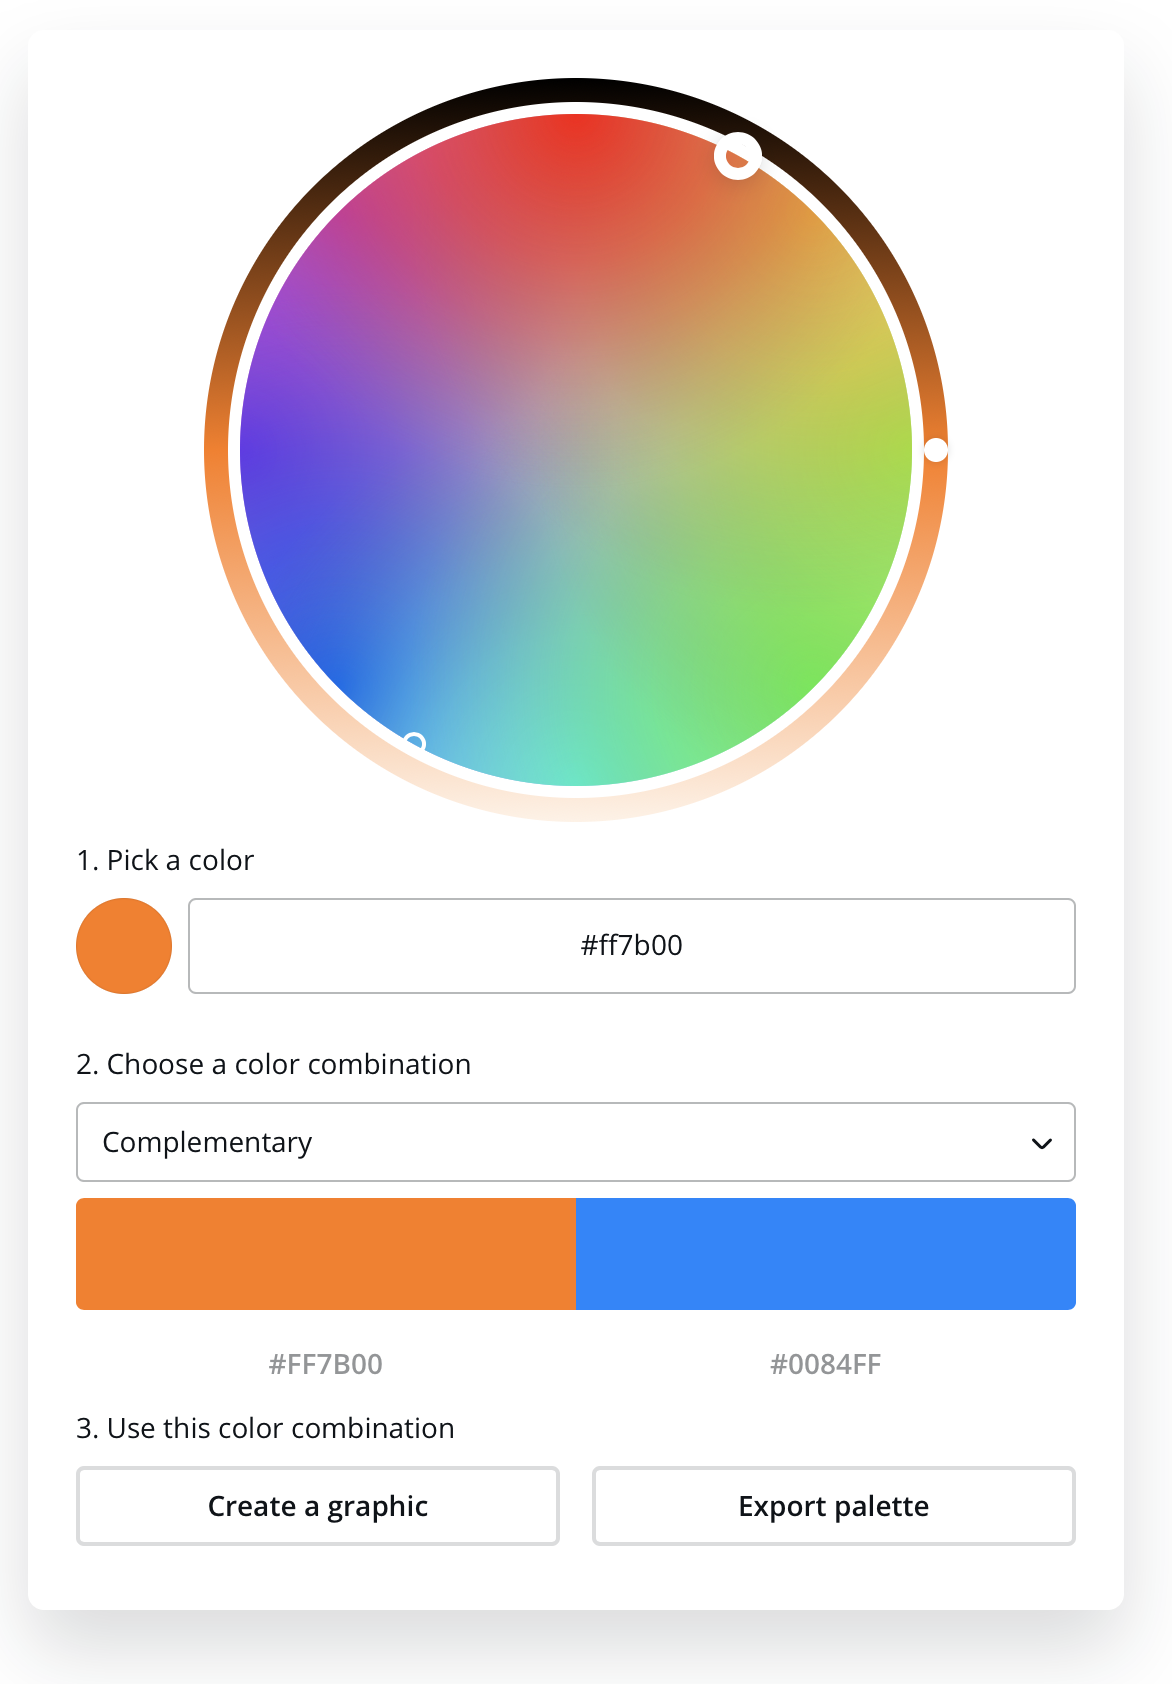 1. Pick a color
#ff7b00
2. Choose a color combination
Complementary
#FF7B00 #0084FF
3. Use this color combination
Create a graphic Export palette